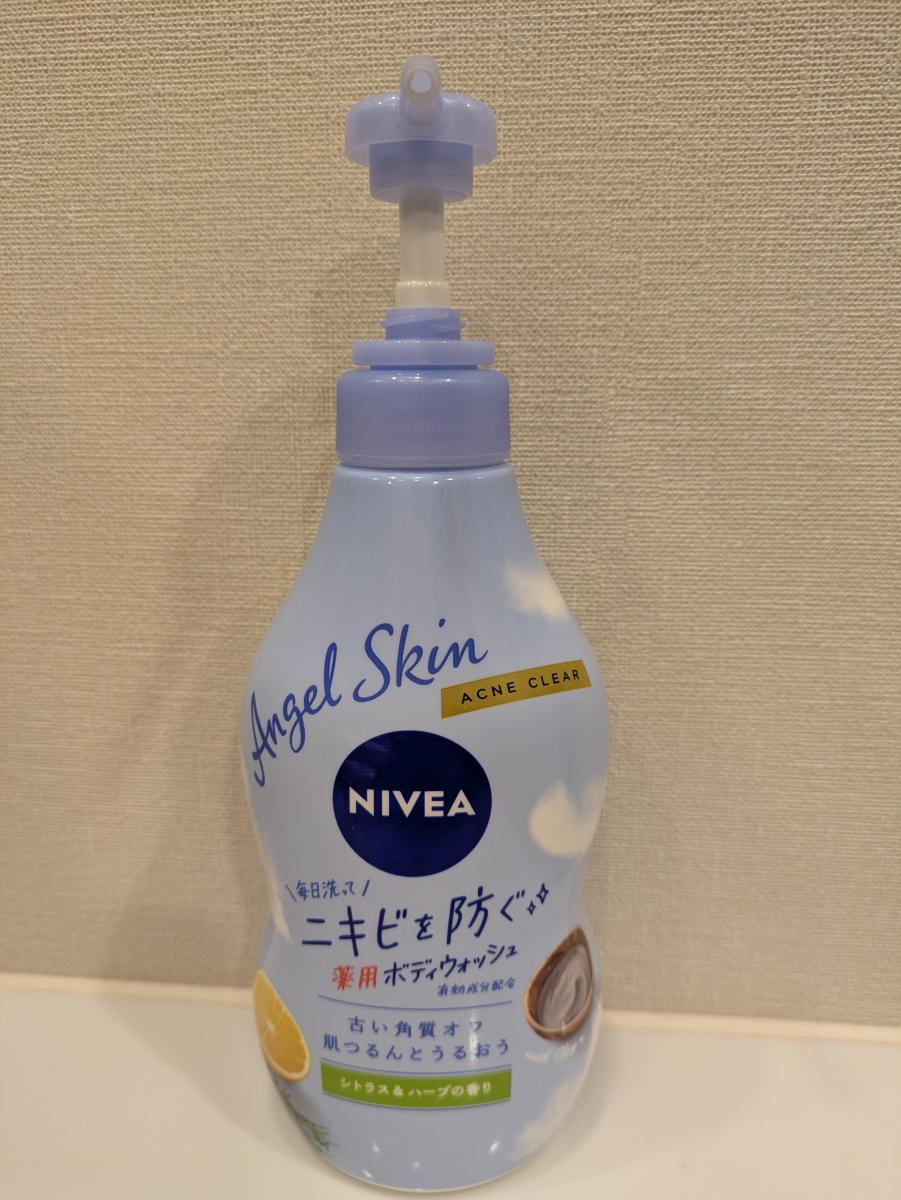 Angel Skin
ACNE CLEAR
NIVEA
毎日洗って
ニキビを防ぐ
薬用ボディウォッシュ
有効成分配合
古い角質オフ
肌つるんとうるおう
シトラス&ハーブの香り